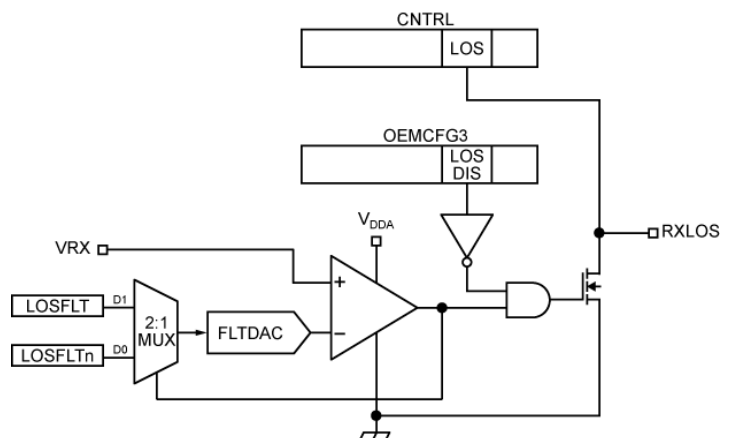 CNTRL
LOS
OEMCFG3
LOS
DIS
VDDA
VRX
RXLOS
+
LOSFLT
D1
2:1
MUX
FLTDAC
−
LOSFLTn
D0